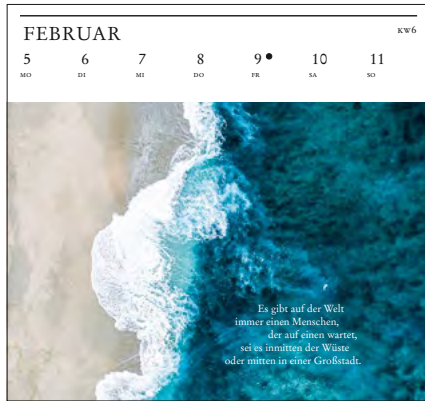 FEBRUAR
KW6
5 6 7 8 9 10 11
MO DI MI DO FR SA SO
Es gibt auf der Welt
immer einen Menschen,
der auf einen wartet,
sei es inmitten der Wüste
oder mitten in einer Großstadt.